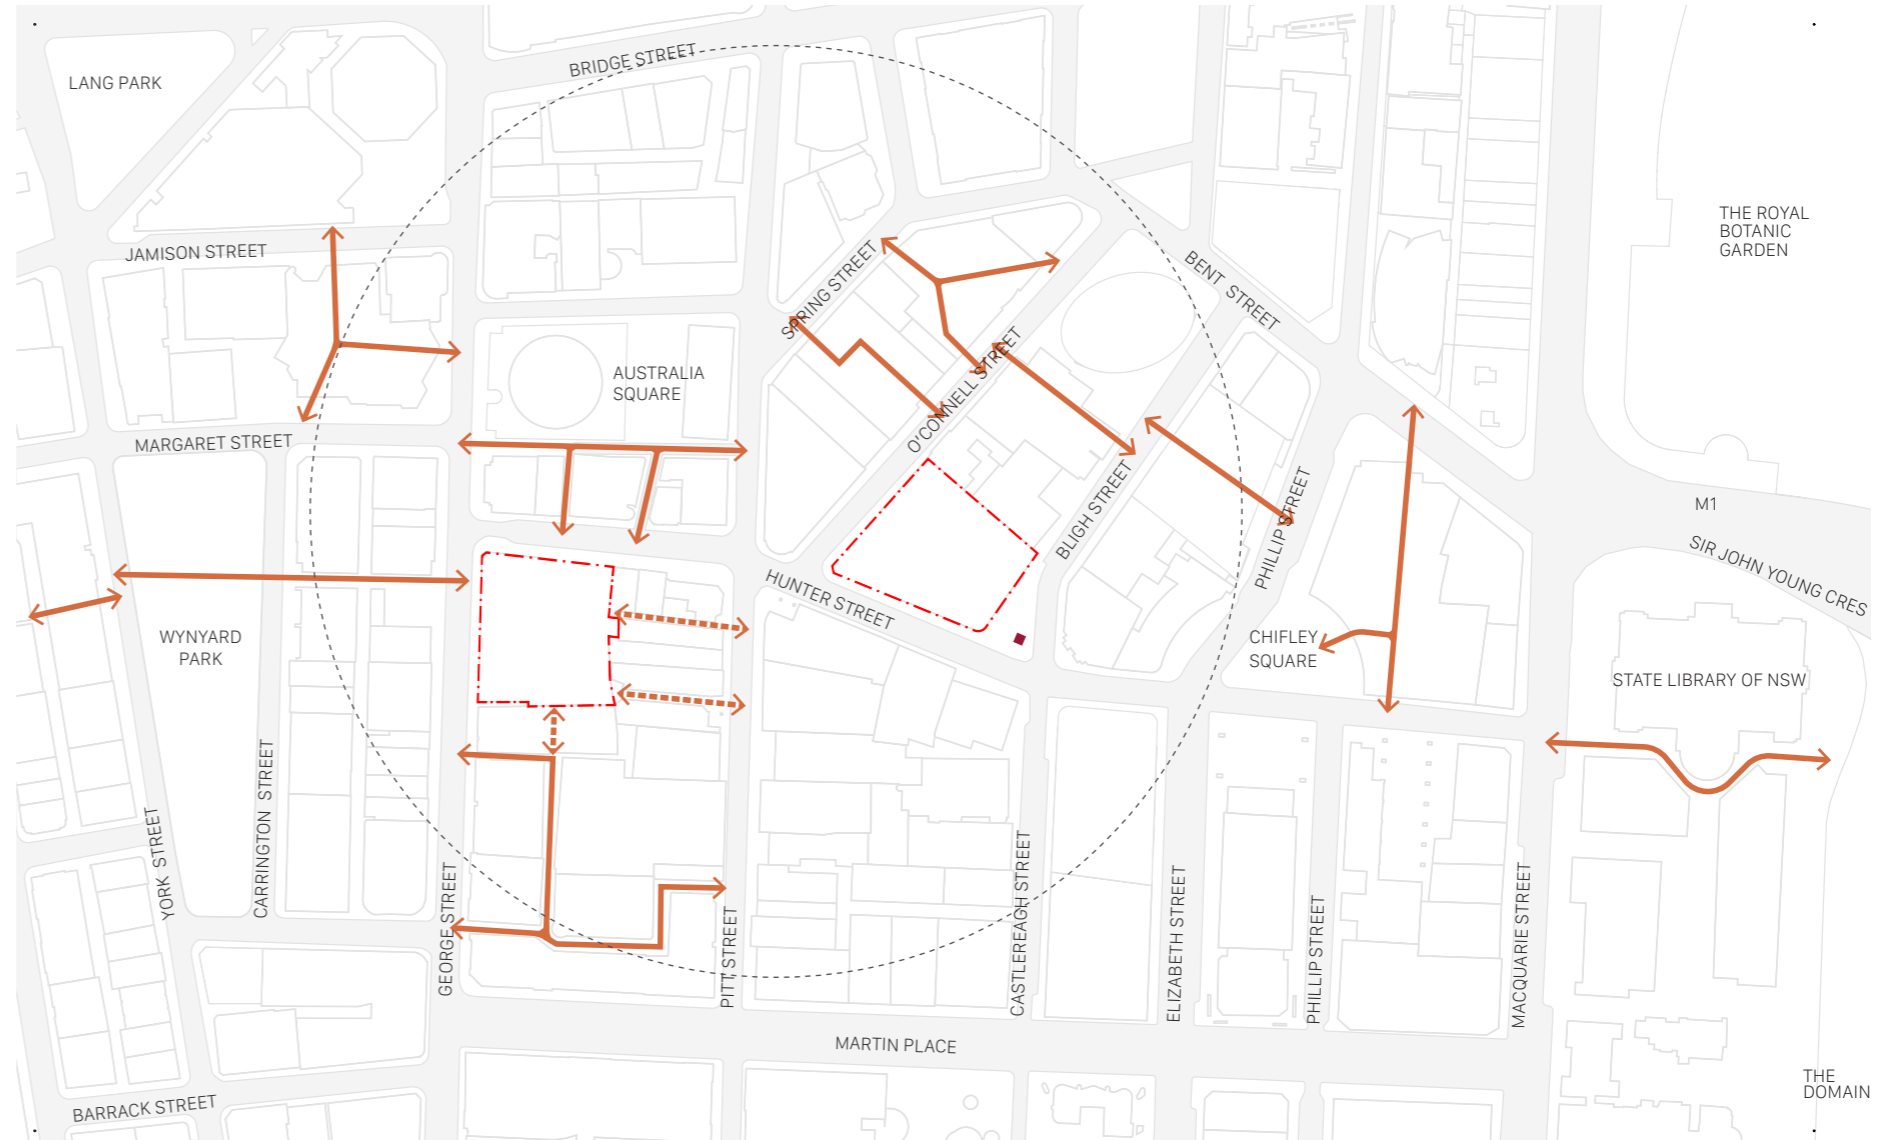 BRIDGE STREET
LANG PARK
THE ROYAL
BOTANIC
GARDEN
JAMISON STREET
SPRING STREET
BENT STREET
AUSTRALIA
SQUARE
O'CONNELL STREET
MARGARET STREET
M1
BLIGH STREET
PHILLIP STREET
SIR JOHN YOUNG CRES
HUNTER STREET
WYNYARD
PARK
CHIFLEY
SQUARE
STATE LIBRARY OF NSW
YORK STREET
CARRINGTON STREET
GEORGE STREET
PITT STREET
CASTLEREAGH STREET
ELIZABETH STREET
PHILLIP STREET
MACQUARIE STREET
MARTIN PLACE
THE
DOMAIN
BARRACK STREET